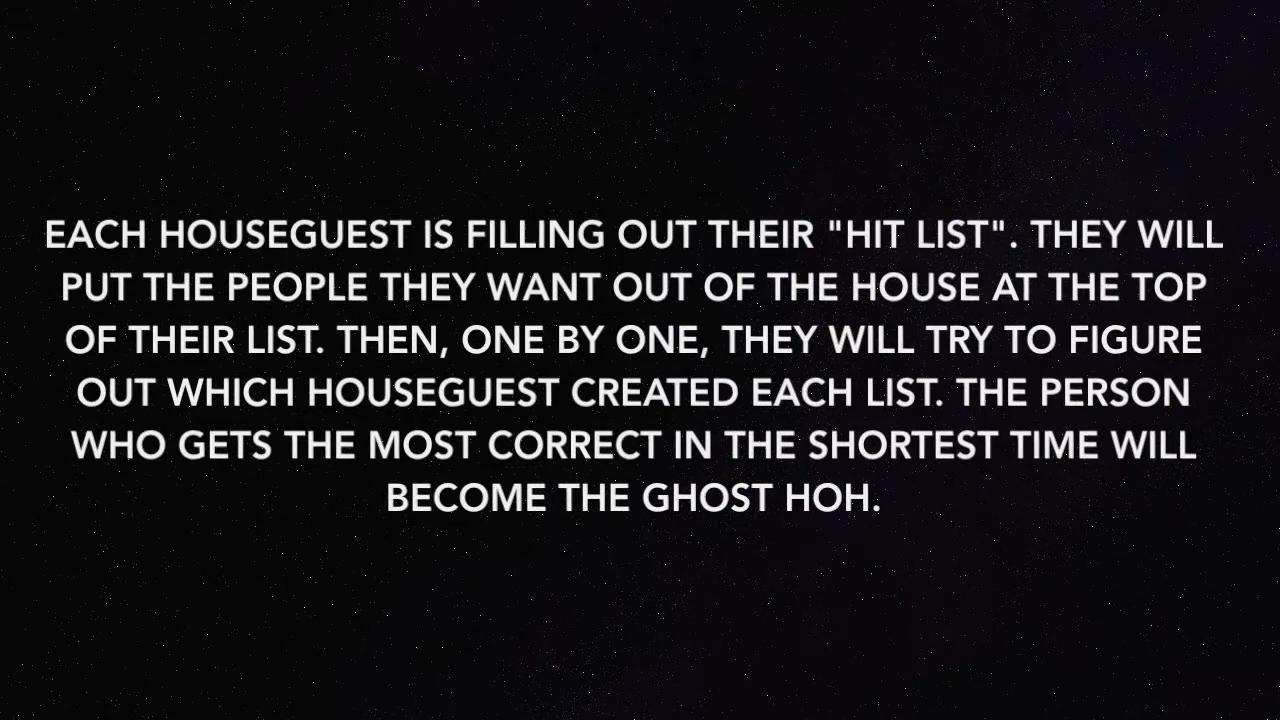 EACH HOUSEGUEST IS FILLING OUT THEIR "HIT LIST". THEY WILL
PUT THE PEOPLE THEY WANT OUT OF THE HOUSE AT THE TOP
OF THEIR LIST. THEN, ONE BY ONE, THEY WILL TRY TO FIGURE
OUT WHICH HOUSEGUEST CREATED EACH LIST. THE PERSON
WHO GETS THE MOST CORRECT IN THE SHORTEST TIME WILL
BECOME THE GHOST HOH.